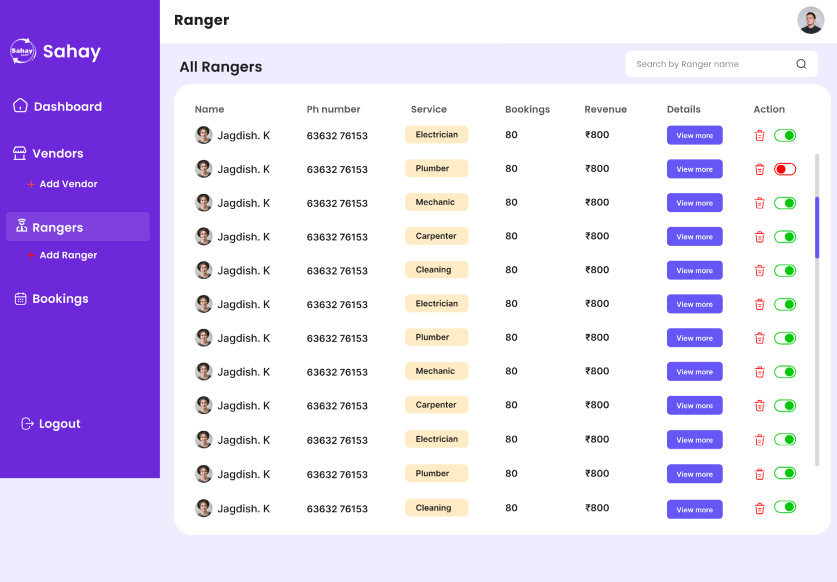 Ranger
Sahay
Sahay
All Rangers
Search by Ranger name
Dashboard
Vendors
+ Add Vendor
Rangers
+ Add Ranger
Bookings
Logout
Name Ph number Service Bookings Revenue Details Action
Jagdish. K 63632 76153 Electrician 80 ₹800 View more
Jagdish. K 63632 76153 Plumber 80 ₹800 View more
Jagdish. K 63632 76153 Mechanic 80 ₹800 View more
Jagdish. K 63632 76153 Carpenter 80 ₹800 View more
Jagdish. K 63632 76153 Cleaning 80 ₹800 View more
Jagdish. K 63632 76153 Electrician 80 ₹800 View more
Jagdish. K 63632 76153 Plumber 80 ₹800 View more
Jagdish. K 63632 76153 Mechanic 80 ₹800 View more
Jagdish. K 63632 76153 Carpenter 80 ₹800 View more
Jagdish. K 63632 76153 Electrician 80 ₹800 View more
Jagdish. K 63632 76153 Plumber 80 ₹800 View more
Jagdish. K 63632 76153 Cleaning 80 ₹800 View more